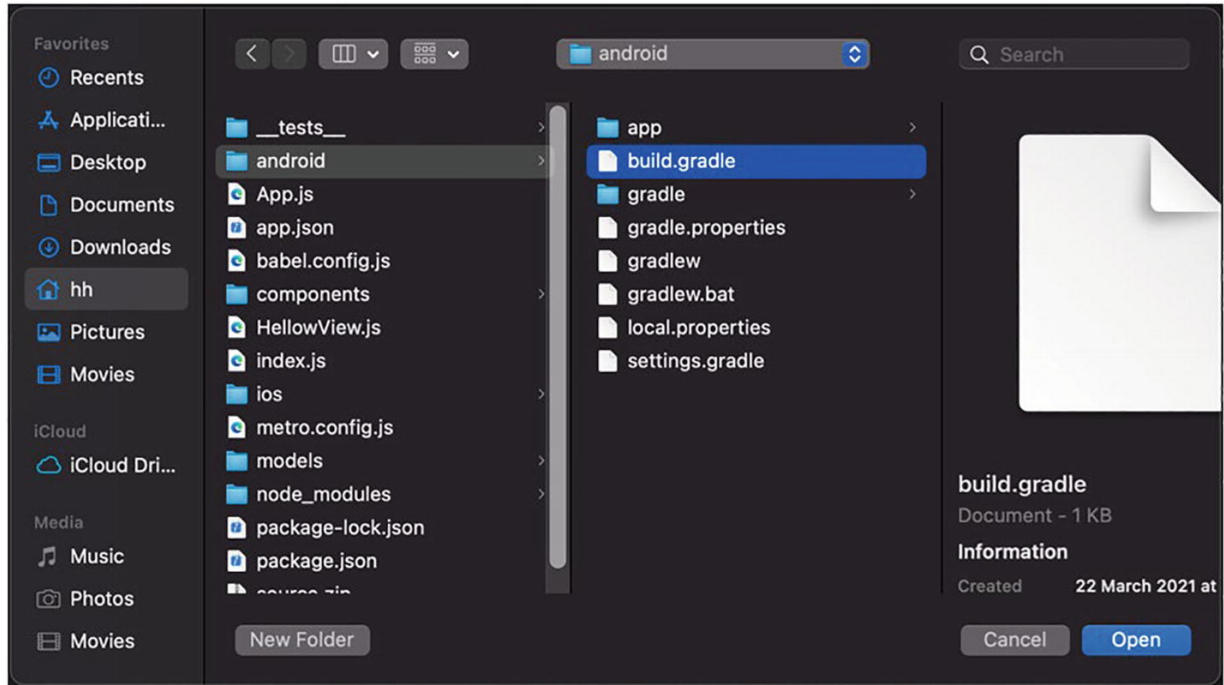 Favorites
Recents
Applicati...
Desktop
Documents
Downloads
hh
Pictures
Movies
iCloud
iCloud Dri...
Media
Music
Photos
Movies
android
Search
__tests__
android
App.js
app.json
babel.config.js
components
HellowView.js
index.js
ios
metro.config.js
models
node_modules
package-lock.json
package.json
app
build.gradle
gradle
gradle.properties
gradlew
gradlew.bat
local.properties
settings.gradle
build.gradle
Document - 1 KB
Information
Created 22 March 2021 at
New Folder
Cancel
Open